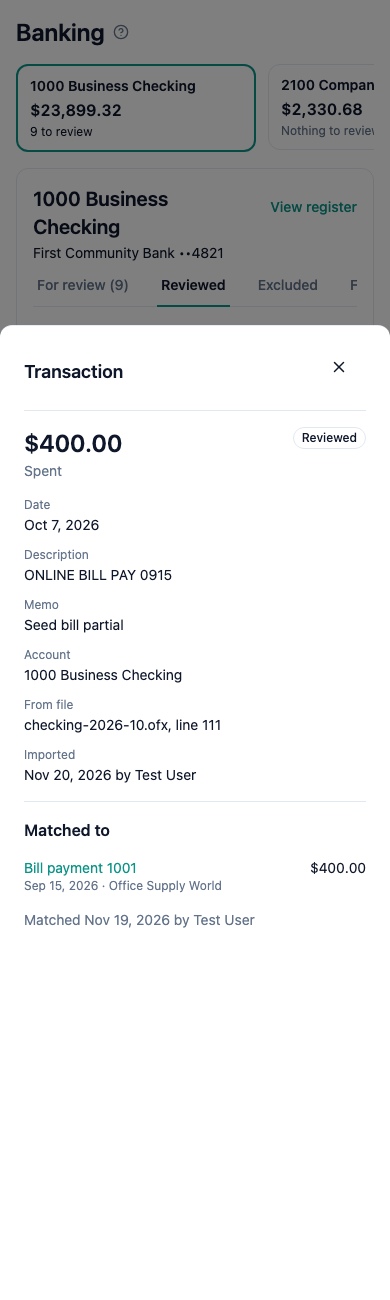 Banking
1000 Business Checking
$23,899.32
9 to review
2100 Compan
$2,330.68
Nothing to review
1000 Business
Checking
View register
First Community Bank ••4821
For review (9)
Reviewed
Excluded
F
Transaction
$400.00
Reviewed
Spent
Date
Oct 7, 2026
Description
ONLINE BILL PAY 0915
Memo
Seed bill partial
Account
1000 Business Checking
From file
checking-2026-10.ofx, line 111
Imported
Nov 20, 2026 by Test User
Matched to
Bill payment 1001
$400.00
Sep 15, 2026 · Office Supply World
Matched Nov 19, 2026 by Test User